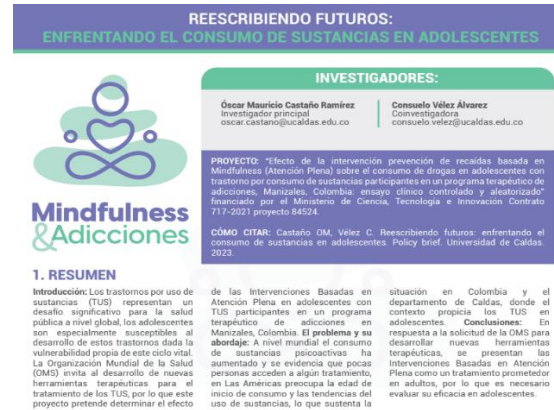 REESCRIBIENDO FUTUROS:
ENFRENTANDO EL CONSUMO DE SUSTANCIAS EN ADOLESCENTES
INVESTIGADORES:
Óscar Mauricio Castaño Ramírez
Investigador principal
oscar.castano@ucaldas.edu.co
Consuelo Vélez Álvarez
Coinvestigadora
consuelo.velez@ucaldas.edu.co
Mindfulness
&Adicciones
PROYECTO: "Efecto de la intervención prevención de recaídas basada en
Mindfulness (Atención Plena) sobre el consumo de drogas en adolescentes con
trastorno por consumo de sustancias participantes en un programa terapéutico de
adicciones, Manizales, Colombia: ensayo clínico controlado y aleatorizado"
financiado por el Ministerio de Ciencia, Tecnología e Innovación Contrato
717-2021 proyecto 84524.
CÓMO CITAR: Castaño OM, Vélez C. Reescribiendo futuros: enfrentando el
consumo de sustancias en adolescentes. Policy brief. Universidad de Caldas.
2023.
1. RESUMEN
Introducción: Los trastornos por uso de
sustancias (TUS) representan un
desafío significativo para la salud
pública a nivel global, los adolescentes
son especialmente susceptibles al
desarrollo de estos trastornos dada la
vulnerabilidad propia de este ciclo vital.
La Organización Mundial de la Salud
(OMS) invita al desarrollo de nuevas
herramientas terapéuticas para el
tratamiento de los TUS, por lo que este
proyecto pretende determinar el efecto
de las Intervenciones Basadas en
Atención Plena en adolescentes con
TUS participantes en un programa
terapéutico de adicciones en
Manizales, Colombia. El problema y su
abordaje: A nivel mundial el consumo
de sustancias psicoactivas ha
aumentado y se evidencia que pocas
personas acceden a algún tratamiento,
en Las Américas preocupa la edad de
inicio de consumo y las tendencias del
uso de sustancias, lo que sustenta la
situación en Colombia y el
departamento de Caldas, donde el
contexto propicia los TUS en
adolescentes. Conclusiones: En
respuesta a la solicitud de la OMS para
desarrollar nuevas herramientas
terapéuticas, se presentan las
Intervenciones Basadas en Atención
Plena como un tratamiento prometedor
en adultos, por lo que es necesario
evaluar su eficacia en adolescentes.